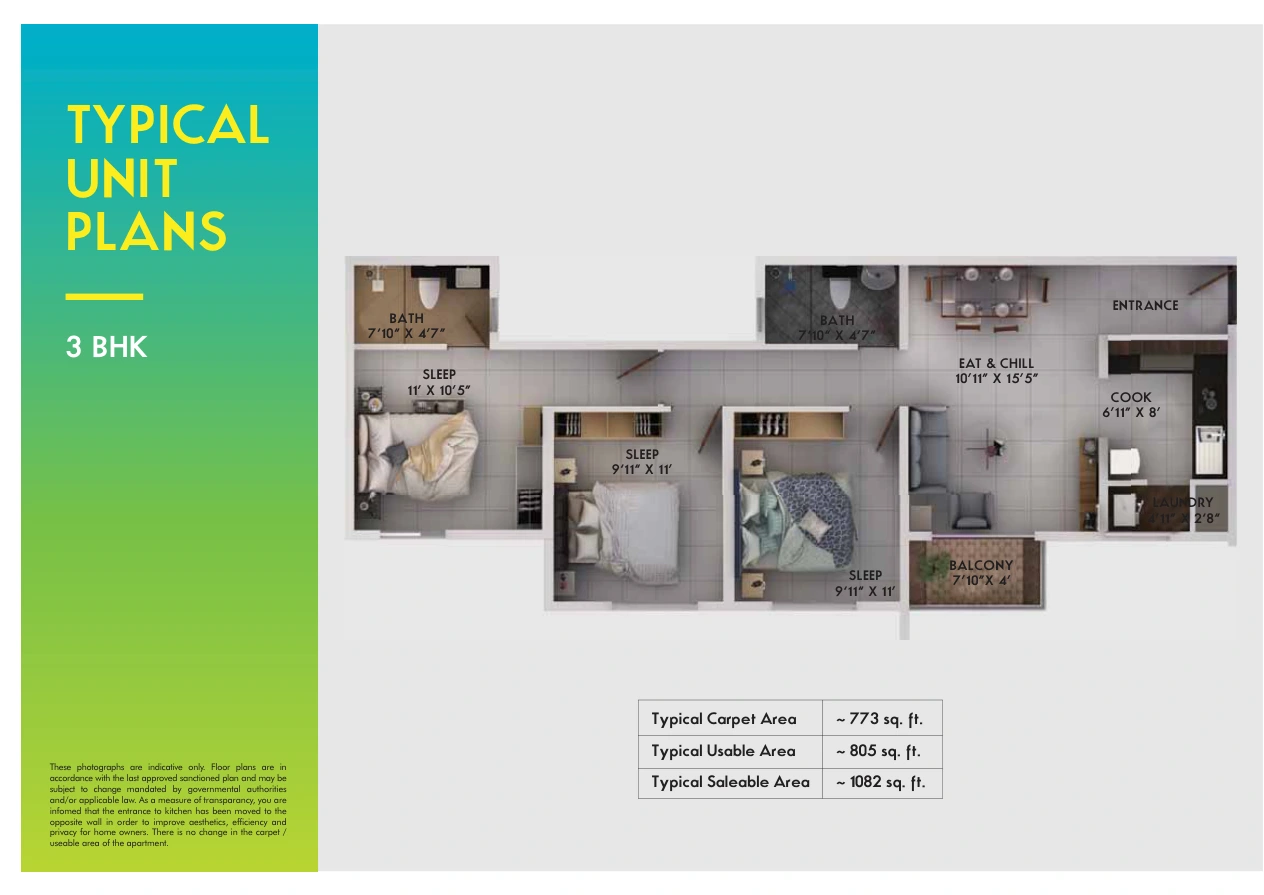 TYPICAL
UNIT
PLANS
3 BHK
These photographs are indicative only. Floor plans are in
accordance with the last approved sanctioned plan and may be
subject to change mandated by governmental authorities
and/or applicable law. As a measure of transparancy, you are
infomed that the entrance to kitchen has been moved to the
opposite wall in order to improve aesthetics, efficiency and
privacy for home owners. There is no change in the carpet /
useable area of the apartment.
BATH
7'10" X 4'7"
BATH
7'10" X 4'7"
ENTRANCE
SLEEP
11' X 10'5"
EAT & CHILL
10'11" X 15'5"
COOK
6'11" X 8'
SLEEP
9'11" X 11'
LAUNDRY
X 2'8"
SLEEP
9'11" X 11'
BALCONY
7'10"X 4'
Typical Carpet Area ~ 773 sq. ft.
Typical Usable Area ~ 805 sq. ft.
Typical Saleable Area ~ 1082 sq. ft.